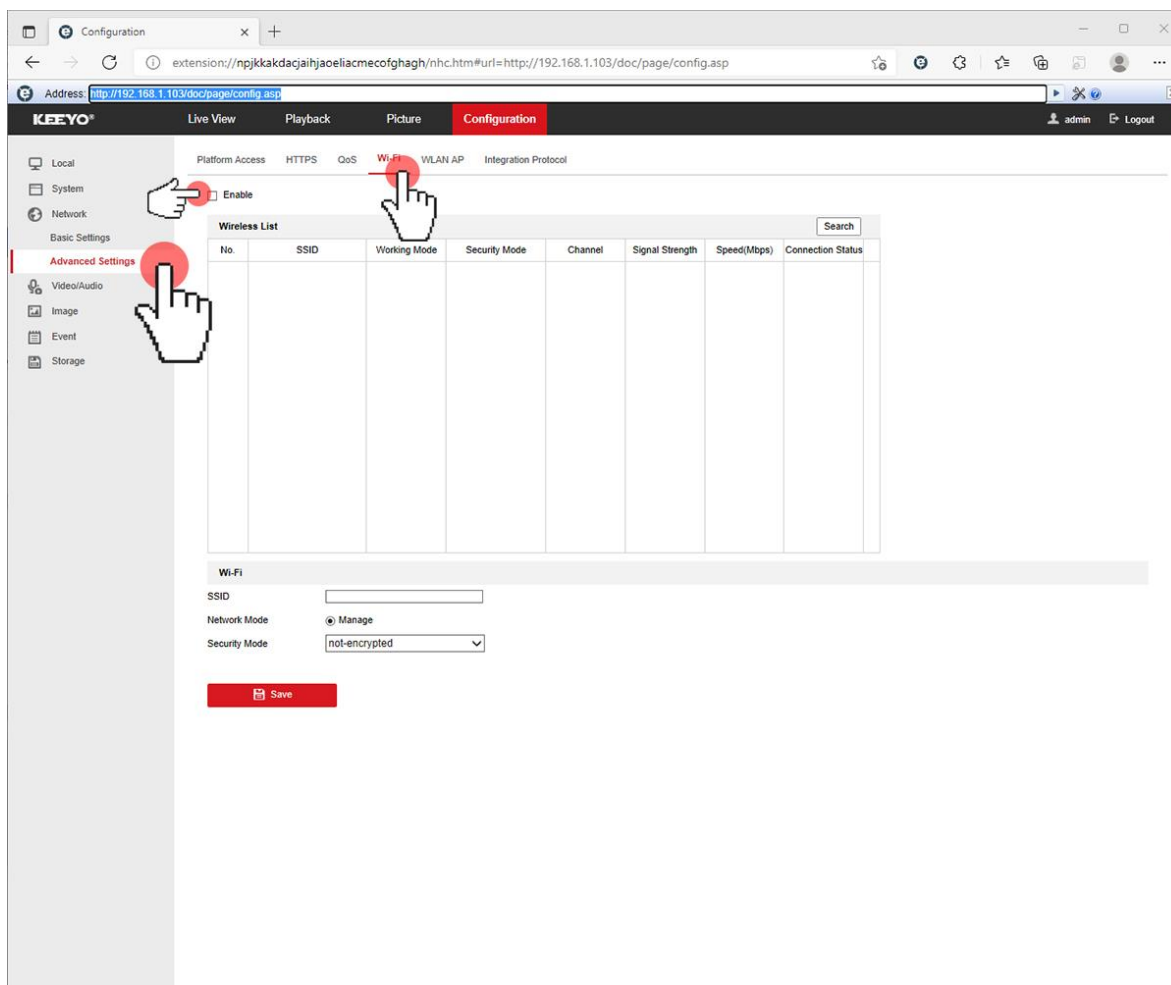 Configuration
extension://npjkkakdacjaihjaoeliacmecofghagh/nhc.htm#url=http://192.168.1.103/doc/page/config.asp
Address: http://192.168.1.103/doc/page/config.asp
KEEYO® Live View Playback Picture Configuration admin Logout
Local
System
Network
Basic Settings
Advanced Settings
Video/Audio
Image
Event
Storage
Platform Access HTTPS QoS Wi-Fi WLAN AP Integration Protocol
Enable
Wireless List Search
No. SSID Working Mode Security Mode Channel Signal Strength Speed(Mbps) Connection Status
Wi-Fi
SSID
Network Mode Manage
Security Mode not-encrypted
Save